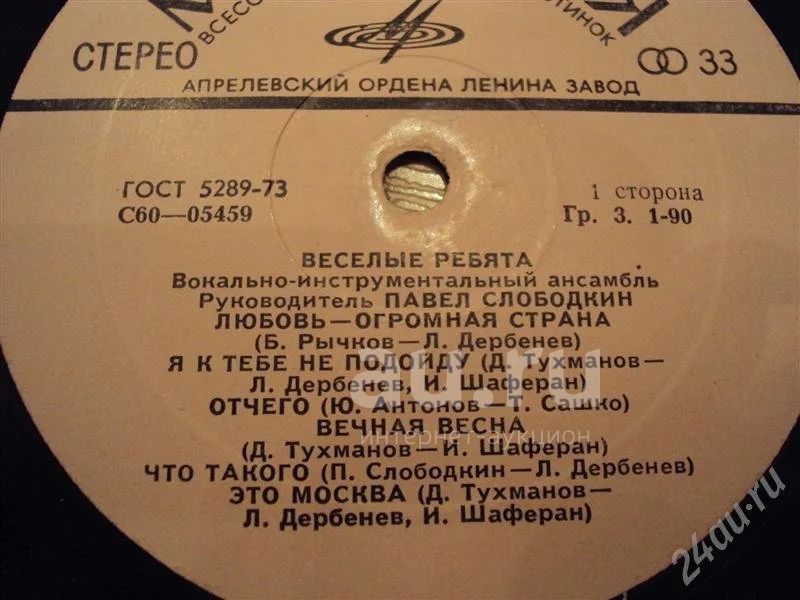 СТЕРЕО
33
АПРЕЛЕВСКИЙ ОРДЕНА ЛЕНИНА ЗАВОД
ГОСТ 5289-73
С60—05459
1 сторона
Гр. 3. 1-90
ВЕСЕЛЫЕ РЕБЯТА
Вокально-инструментальный ансамбль
Руководитель ПАВЕЛ СЛОБОДКИН
ЛЮБОВЬ—ОГРОМНАЯ СТРАНА
(Б. Рычков—Л. Дербенев)
Я К ТЕБЕ НЕ ПОДОЙДУ (Д. Тухманов—
Л. Дербенев, И. Шаферан)
ОТЧЕГО (Ю. Антонов—Т. Сашко)
ВЕЧНАЯ ВЕСНА
(Д. Тухманов—И. Шаферан)
ЧТО ТАКОГО (П. Слободкин—Л. Дербенев)
ЭТО МОСКВА (Д. Тухманов—
Л. Дербенев, И. Шаферан)
au.ru
интернет-аукцион
24au.ru